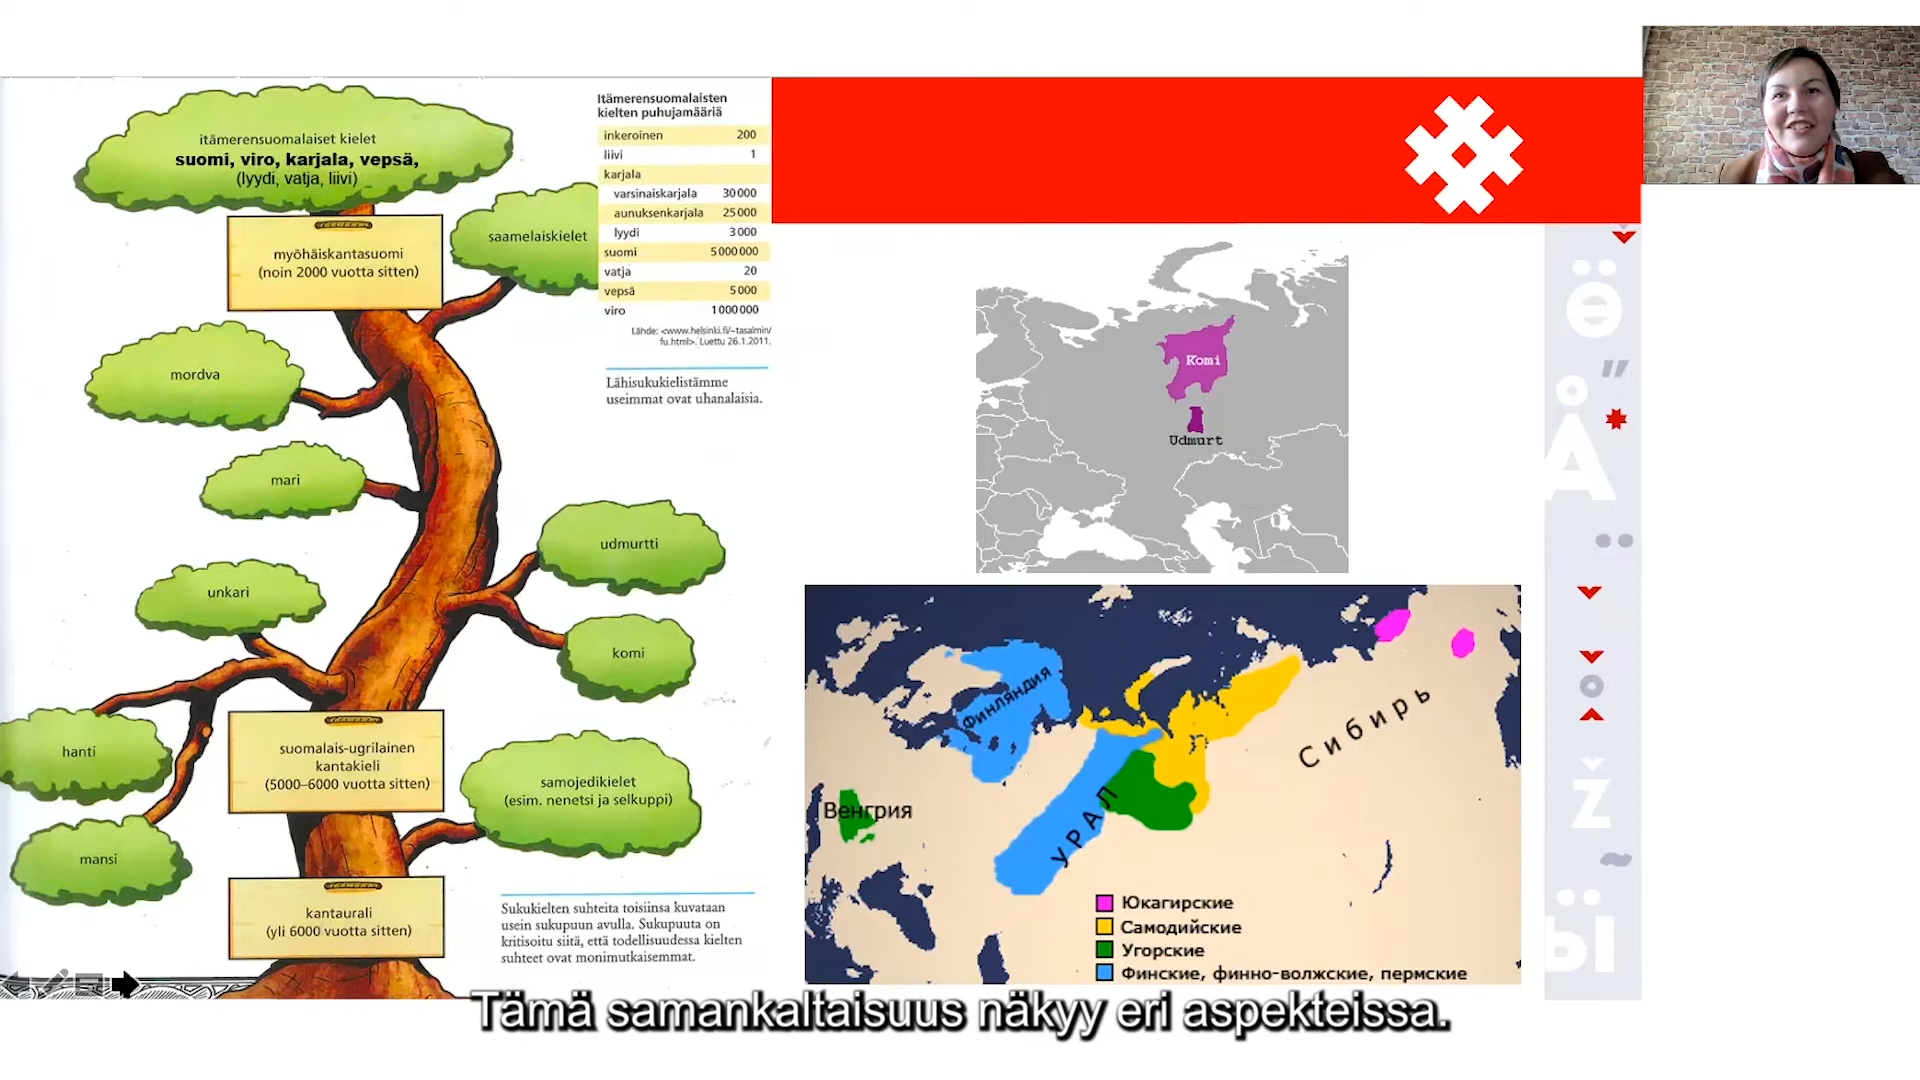 itämerensuomalaiset kielet
suomi, viro, karjala, vepsä,
(lyydi, vatja, liivi)
myöhäiskantasuomi
(noin 2000 vuotta sitten)
saamelaiskielet
mordva
mari
udmurtti
unkari
komi
hanti
suomalais-ugrilainen
kantakieli
(5000–6000 vuotta sitten)
samojedikielet
(esim. nenetsi ja selkuppi)
mansi
kantaurali
(yli 6000 vuotta sitten)
Itämerensuomalaisten
kielten puhujamääriä
inkeroinen 200
liivi 1
karjala
varsinaiskarjala 30 000
aunuksenkarjala 25 000
lyydi 3 000
suomi 5 000 000
vatja 20
vepsä 5 000
viro 1 000 000
Lähde: <www.helsinki.fi/~tasalmin/
fu.html>. Luettu 26.1.2011.
Lähisukukielistämme
useimmat ovat uhanalaisia.
Sukukielten suhteita toisiinsa kuvataan
usein sukupuun avulla. Sukupuuta on
kritisoitu siitä, että todellisuudessa kielten
suhteet ovat monimutkaisemmat.
Komi
Udmurt
Финляндия
Сибирь
Венгрия
УРАЛ
Юкагирские
Самодийские
Угорские
Финские, финно-волжские, пермские
ё
Å
ž
ӹ
Tämä samankaltaisuus näkyy eri aspekteissa.